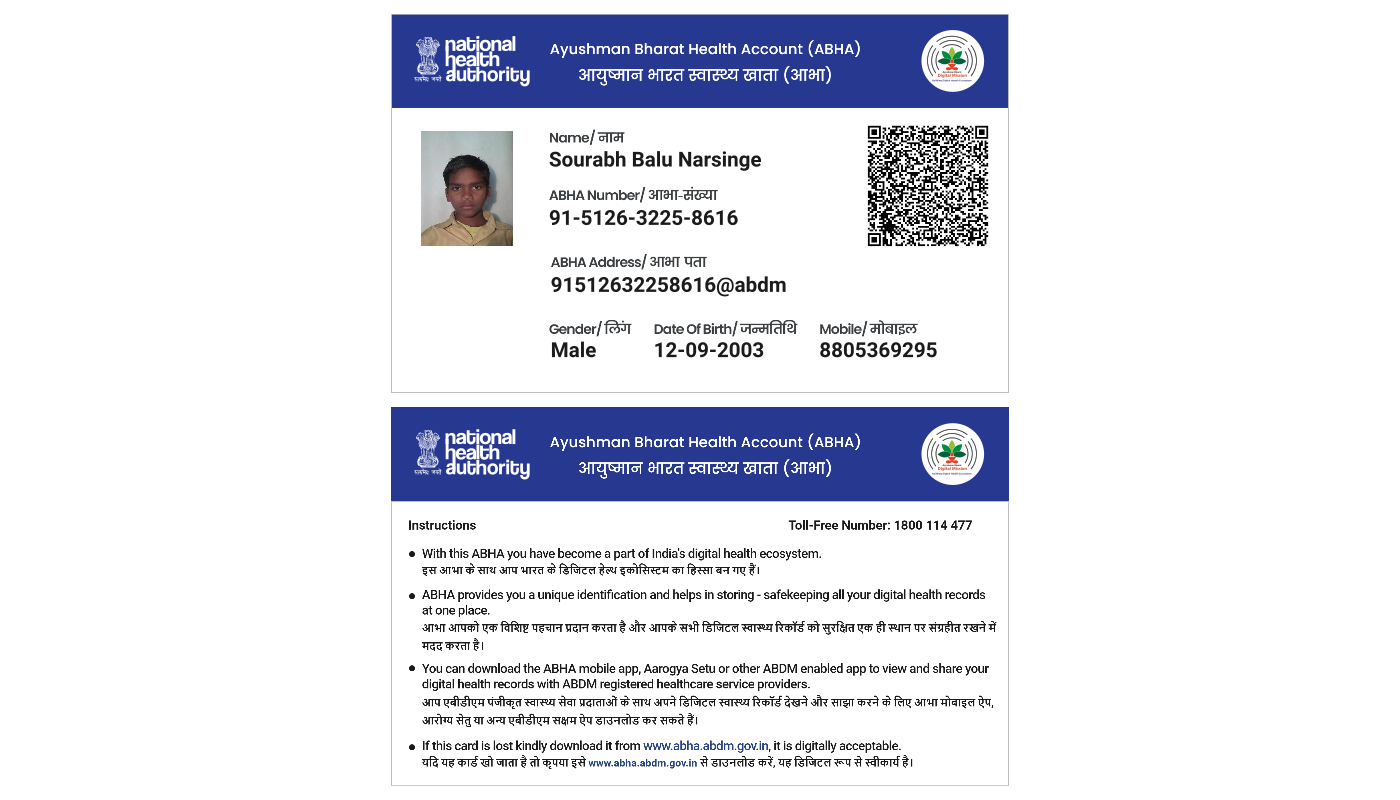 national
health
authority
सत्यमेव जयते
Ayushman Bharat Health Account (ABHA)
आयुष्मान भारत स्वास्थ्य खाता (आभा)
Digital Mission
Name/ नाम
Sourabh Balu Narsinge
ABHA Number/ आभा-संख्या
91-5126-3225-8616
ABHA Address/ आभा पता
91512632258616@abdm
Gender/ लिंग Date Of Birth/ जन्मतिथि Mobile/ मोबाइल
Male 12-09-2003 8805369295
national
health
authority
सत्यमेव जयते
Ayushman Bharat Health Account (ABHA)
आयुष्मान भारत स्वास्थ्य खाता (आभा)
Digital Mission
Instructions Toll-Free Number: 1800 114 477
● With this ABHA you have become a part of India's digital health ecosystem.
इस आभा के साथ आप भारत के डिजिटल हेल्थ इकोसिस्टम का हिस्सा बन गए हैं।
● ABHA provides you a unique identification and helps in storing - safekeeping all your digital health records
at one place.
आभा आपको एक विशिष्ट पहचान प्रदान करता है और आपके सभी डिजिटल स्वास्थ्य रिकॉर्ड को सुरक्षित एक ही स्थान पर संग्रहीत रखने में
मदद करता है।
● You can download the ABHA mobile app, Aarogya Setu or other ABDM enabled app to view and share your
digital health records with ABDM registered healthcare service providers.
आप एबीडीएम पंजीकृत स्वास्थ्य सेवा प्रदाताओं के साथ अपने डिजिटल स्वास्थ्य रिकॉर्ड देखने और साझा करने के लिए आभा मोबाइल ऐप,
आरोग्य सेतु या अन्य एबीडीएम सक्षम ऐप डाउनलोड कर सकते हैं।
● If this card is lost kindly download it from www.abha.abdm.gov.in, it is digitally acceptable.
यदि यह कार्ड खो जाता है तो कृपया इसे www.abha.abdm.gov.in से डाउनलोड करें, यह डिजिटल रूप से स्वीकार्य है।